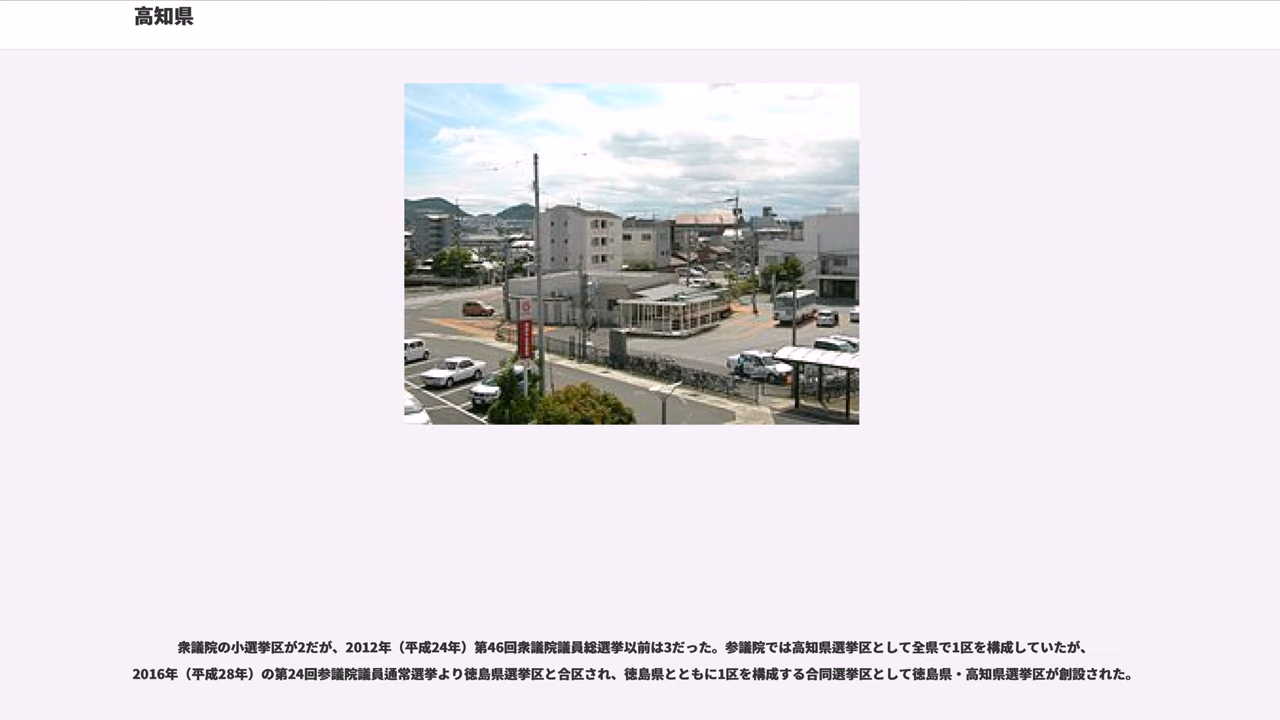 高知県
衆議院の小選挙区が2だが、2012年（平成24年）第46回衆議院議員総選挙以前は3だった。参議院では高知県選挙区として全県で1区を構成していたが、
2016年（平成28年）の第24回参議院議員通常選挙より徳島県選挙区と合区され、徳島県とともに1区を構成する合同選挙区として徳島県・高知県選挙区が創設された。